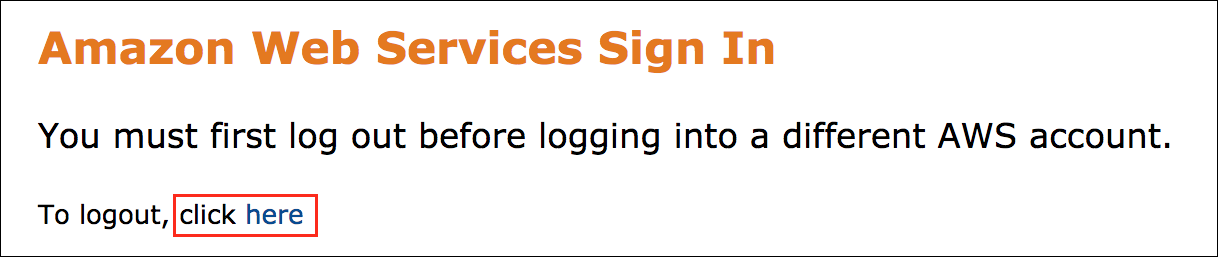 Amazon Web Services Sign In
You must first log out before logging into a different AWS account.
To logout, click here